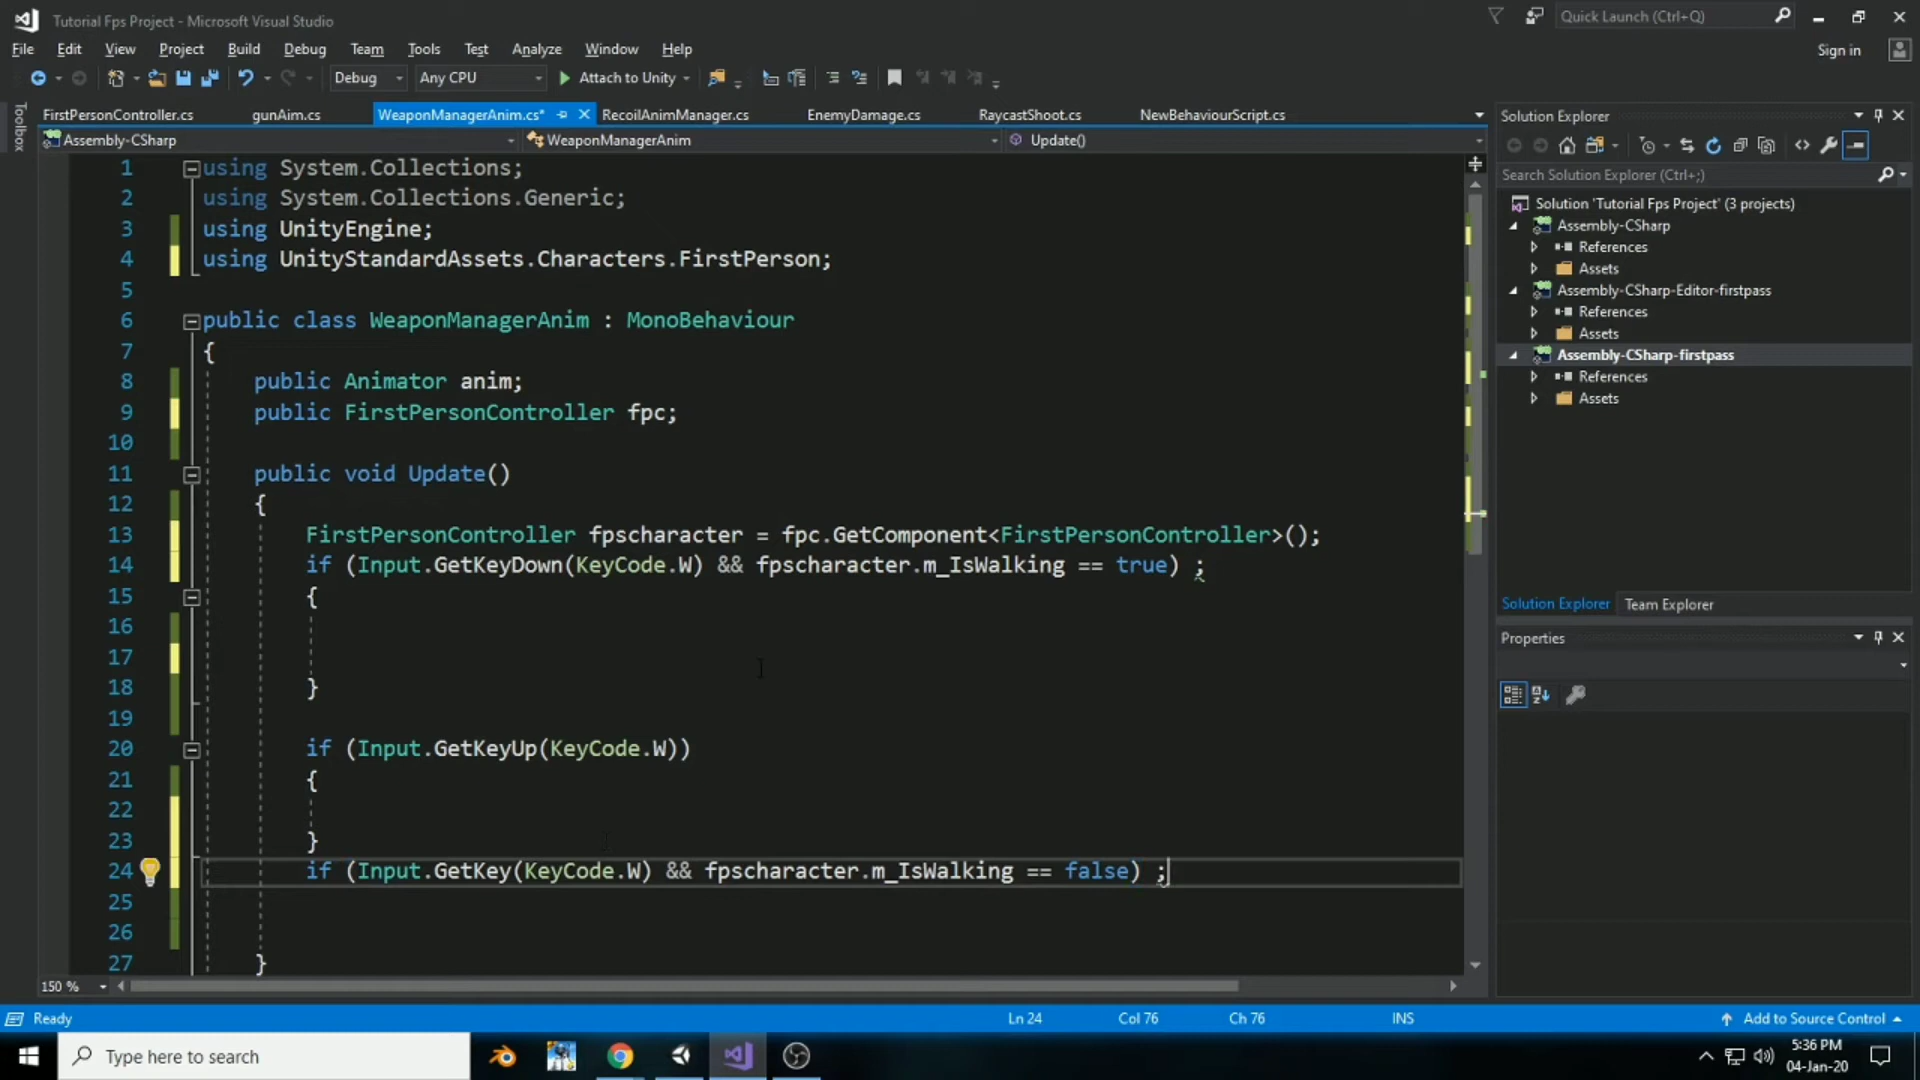 Tutorial Fps Project - Microsoft Visual Studio
Quick Launch (Ctrl+Q)
File Edit View Project Build Debug Team Tools Test Analyze Window Help
Sign in
Debug Any CPU Attach to Unity
Toolbox
FirstPersonController.cs gunAim.cs WeaponManagerAnim.cs* RecoilAnimManager.cs EnemyDamage.cs RaycastShoot.cs NewBehaviourScript.cs
Assembly-CSharp WeaponManagerAnim Update()
1 using System.Collections;
2 using System.Collections.Generic;
3 using UnityEngine;
4 using UnityStandardAssets.Characters.FirstPerson;
5
6 public class WeaponManagerAnim : MonoBehaviour
7 {
8 public Animator anim;
9 public FirstPersonController fpc;
10
11 public void Update()
12 {
13 FirstPersonController fpscharacter = fpc.GetComponent<FirstPersonController>();
14 if (Input.GetKeyDown(KeyCode.W) && fpscharacter.m_IsWalking == true) ;
15 {
16
17
18 }
19
20 if (Input.GetKeyUp(KeyCode.W))
21 {
22
23 }
24 if (Input.GetKey(KeyCode.W) && fpscharacter.m_IsWalking == false) ;
25
26
27 }
150 %
Solution Explorer
Search Solution Explorer (Ctrl+;)
Solution 'Tutorial Fps Project' (3 projects)
Assembly-CSharp
References
Assets
Assembly-CSharp-Editor-firstpass
References
Assets
Assembly-CSharp-firstpass
References
Assets
Solution Explorer Team Explorer
Properties
Ready Ln 24 Col 76 Ch 76 INS Add to Source Control
Type here to search
5:36 PM
04-Jan-20